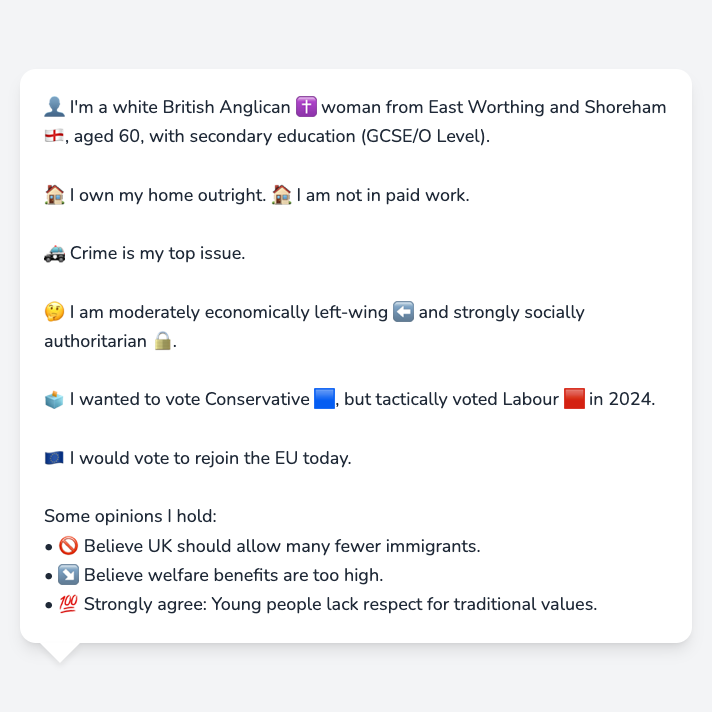 👤 I'm a white British Anglican ✝️ woman from East Worthing and Shoreham
🏴󠁧󠁢󠁥󠁮󠁧󠁿, aged 60, with secondary education (GCSE/O Level).
🏠 I own my home outright. 🏠 I am not in paid work.
🚓 Crime is my top issue.
🤔 I am moderately economically left-wing ⬅️ and strongly socially
authoritarian 🔒.
🗳️ I wanted to vote Conservative 🟦, but tactically voted Labour 🟥 in 2024.
🇪🇺 I would vote to rejoin the EU today.
Some opinions I hold:
• 🚫 Believe UK should allow many fewer immigrants.
• ↘️ Believe welfare benefits are too high.
• 💯 Strongly agree: Young people lack respect for traditional values.